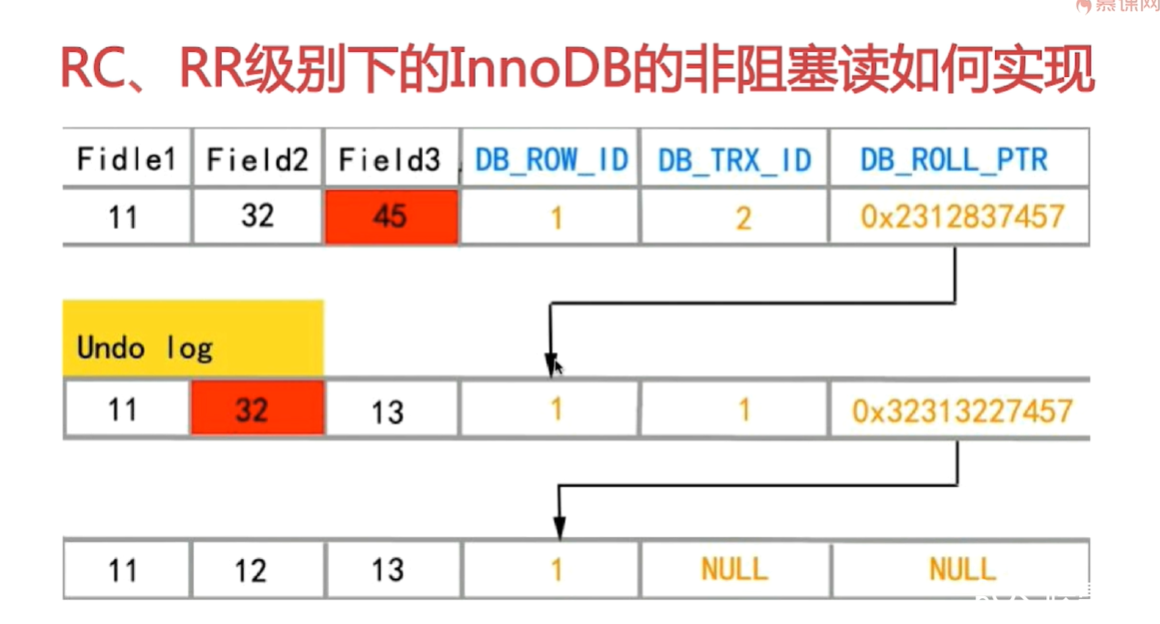 慕课网
RC、RR级别下的InnoDB的非阻塞读如何实现
Fidle1 Field2 Field3 DB_ROW_ID DB_TRX_ID DB_ROLL_PTR
11 32 45 1 2 0x2312837457
Undo log
11 32 13 1 1 0x32313227457
11 12 13 1 NULL NULL